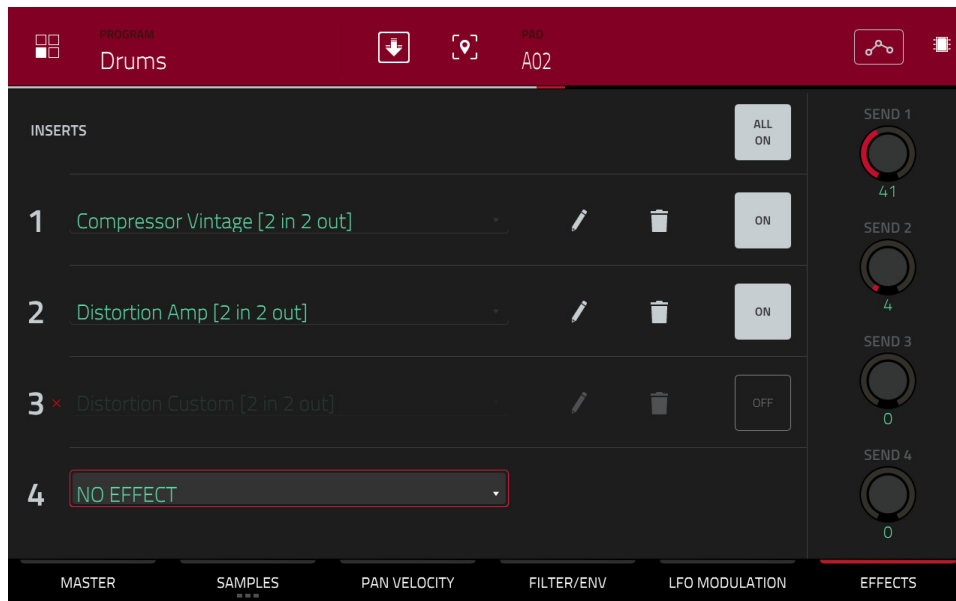 PROGRAM
Drums
PAD
A02
INSERTS
ALL
ON
1
Compressor Vintage [2 in 2 out]
ON
2
Distortion Amp [2 in 2 out]
ON
3
Distortion Custom [2 in 2 out]
OFF
4
NO EFFECT
SEND 1
41
SEND 2
4
SEND 3
0
SEND 4
0
MASTER
SAMPLES
PAN VELOCITY
FILTER/ENV
LFO MODULATION
EFFECTS